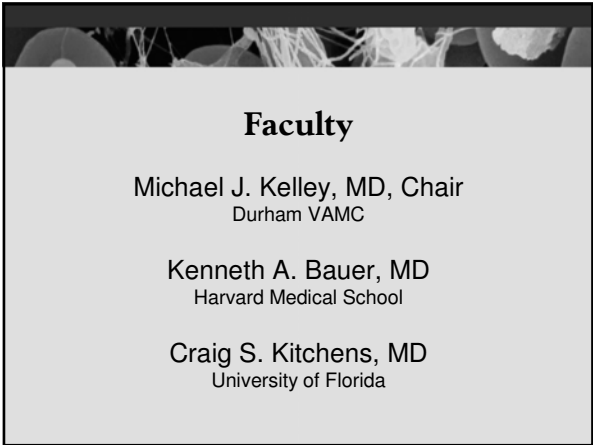 Faculty
Michael J. Kelley, MD, Chair
Durham VAMC
Kenneth A. Bauer, MD
Harvard Medical School
Craig S. Kitchens, MD
University of Florida